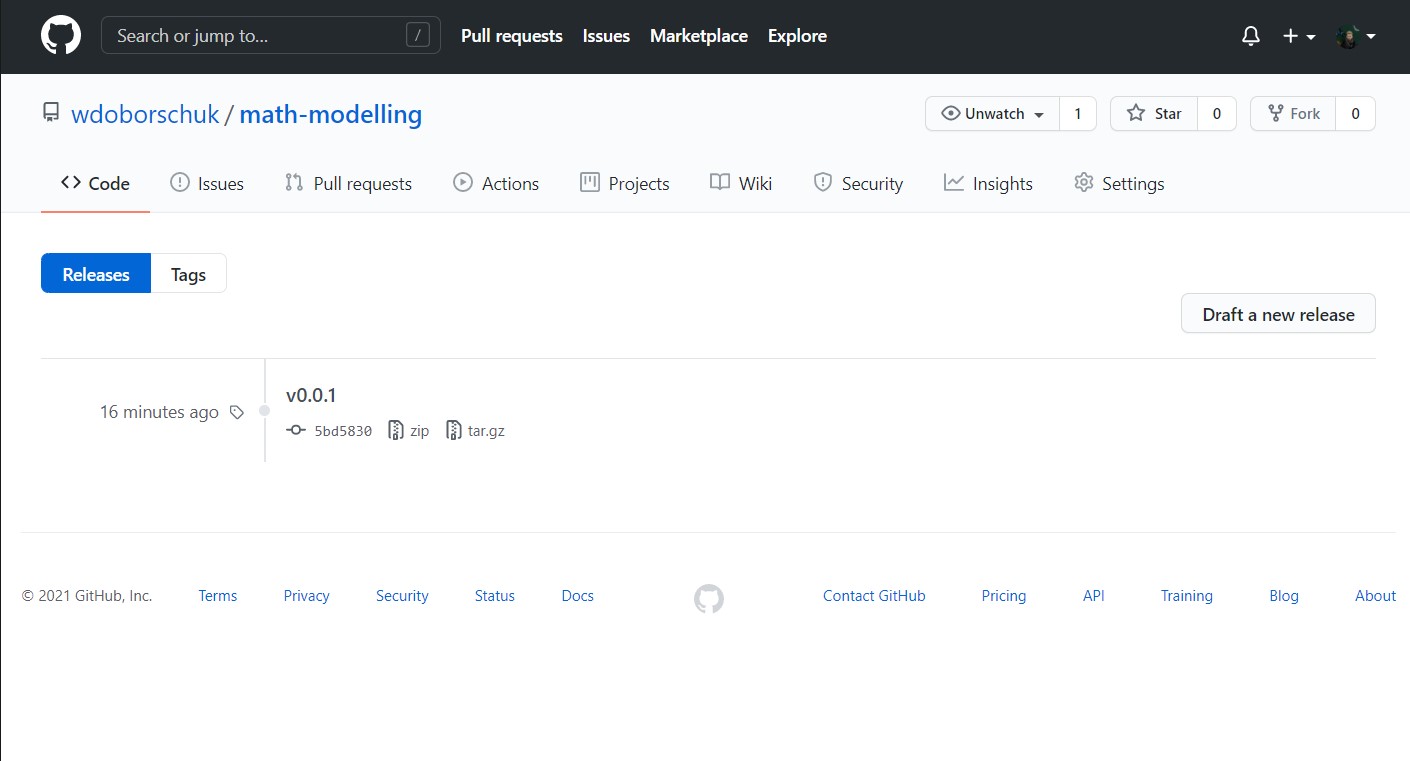 Search or jump to... /
Pull requests Issues Marketplace Explore
wdoborschuk / math-modelling
Unwatch 1 Star 0 Fork 0
Code Issues Pull requests Actions Projects Wiki Security Insights Settings
Releases Tags
Draft a new release
16 minutes ago
v0.0.1
5bd5830 zip tar.gz
© 2021 GitHub, Inc. Terms Privacy Security Status Docs Contact GitHub Pricing API Training Blog About